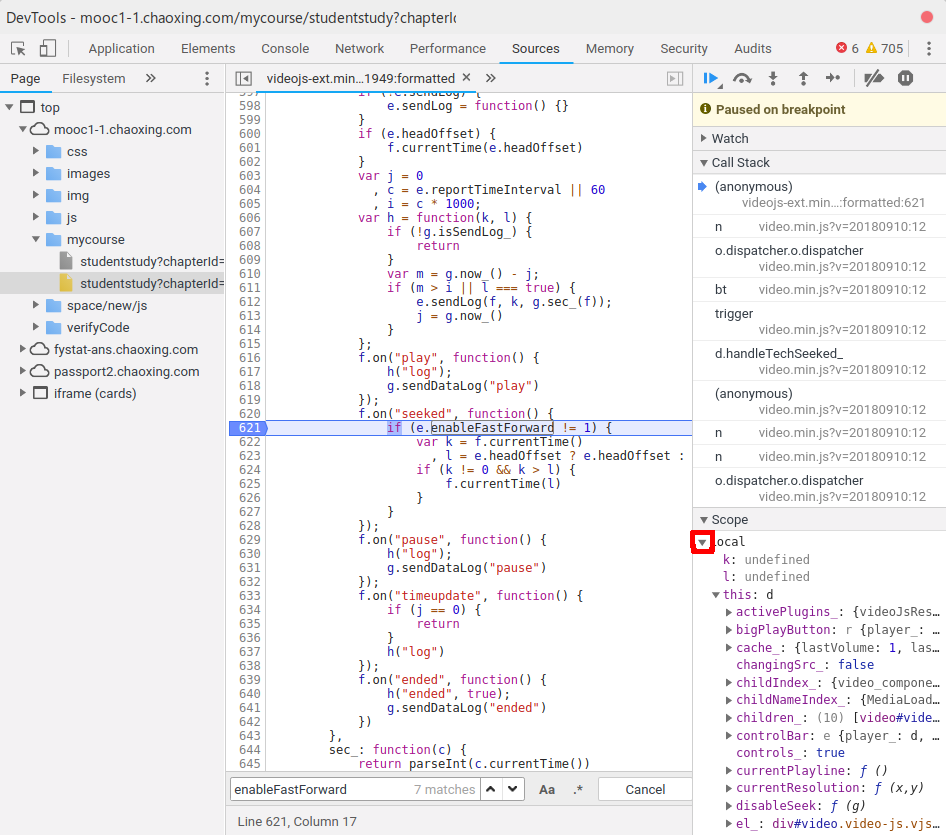 DevTools - mooc1-1.chaoxing.com/mycourse/studentstudy?chapterId
Application Elements Console Network Performance Sources Memory Security Audits 6 705
Page Filesystem »
videojs-ext.min…1949:formatted × »
top
mooc1-1.chaoxing.com
css
images
img
js
mycourse
studentstudy?chapterId=
studentstudy?chapterId=
space/new/js
verifyCode
fystat-ans.chaoxing.com
passport2.chaoxing.com
iframe (cards)
597 if (!e.sendLog) {
598 e.sendLog = function() {}
599 }
600 if (e.headOffset) {
601 f.currentTime(e.headOffset)
602 }
603 var j = 0
604 , c = e.reportTimeInterval || 60
605 , i = c * 1000;
606 var h = function(k, l) {
607 if (!g.isSendLog_) {
608 return
609 }
610 var m = g.now_() - j;
611 if (m > i || l === true) {
612 e.sendLog(f, k, g.sec_(f));
613 j = g.now_()
614 }
615 };
616 f.on("play", function() {
617 h("log");
618 g.sendDataLog("play")
619 });
620 f.on("seeked", function() {
621 if (e.enableFastForward != 1) {
622 var k = f.currentTime()
623 , l = e.headOffset ? e.headOffset :
624 if (k != 0 && k > l) {
625 f.currentTime(l)
626 }
627 }
628 });
629 f.on("pause", function() {
630 h("log");
631 g.sendDataLog("pause")
632 });
633 f.on("timeupdate", function() {
634 if (j == 0) {
635 return
636 }
637 h("log")
638 });
639 f.on("ended", function() {
640 h("ended", true);
641 g.sendDataLog("ended")
642 })
643 },
644 sec_: function(c) {
645 return parseInt(c.currentTime())
enableFastForward 7 matches Aa .* Cancel
Line 621, Column 17
Paused on breakpoint
Watch
Call Stack
(anonymous)
videojs-ext.min…:formatted:621
n video.min.js?v=20180910:12
o.dispatcher.o.dispatcher
video.min.js?v=20180910:12
bt video.min.js?v=20180910:12
trigger
video.min.js?v=20180910:12
d.handleTechSeeked_
video.min.js?v=20180910:12
(anonymous)
video.min.js?v=20180910:12
n video.min.js?v=20180910:12
n video.min.js?v=20180910:12
o.dispatcher.o.dispatcher
video.min.js?v=20180910:12
Scope
ocal
k: undefined
l: undefined
this: d
activePlugins_: {videoJsRes…
bigPlayButton: r {player_: …
cache_: {lastVolume: 1, las…
changingSrc_: false
childIndex_: {video_compone…
childNameIndex_: {MediaLoad…
children_: (10) [video#vide…
controlBar: e {player_: d, …
controls_: true
currentPlayline: ƒ ()
currentResolution: ƒ (x,y)
disableSeek: ƒ (g)
el_: div#video.video-js.vjs…